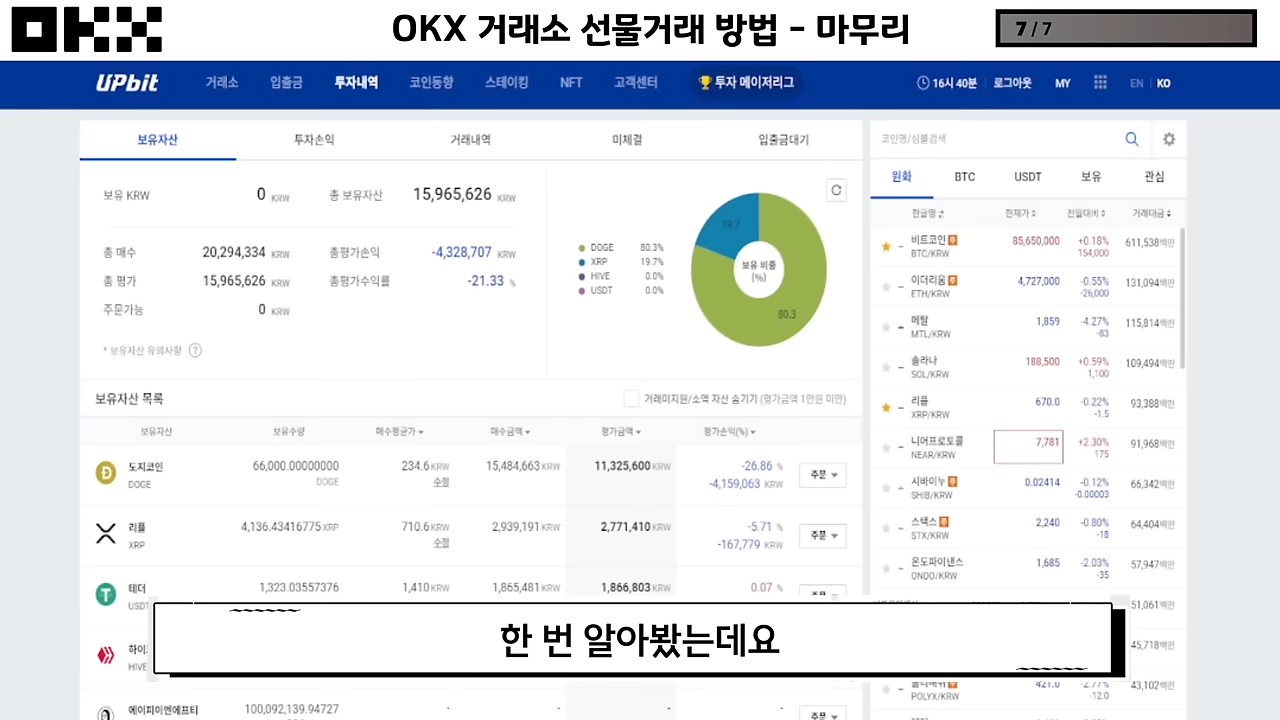 OKX
OKX 거래소 선물거래 방법 - 마무리
7 / 7
UPbit
거래소 입출금 투자내역 코인동향 스테이킹 NFT 고객센터 투자 메이저리그
16시 40분 로그아웃 MY EN KO
보유자산 투자손익 거래내역 미체결 입출금대기
보유 KRW 0 KRW 총 보유자산 15,965,626 KRW
총 매수 20,294,334 KRW 총평가손익 -4,328,707 KRW
총 평가 15,965,626 KRW 총평가수익률 -21.33 %
주문가능 0 KRW
* 보유자산 유의사항 ?
DOGE 80.3%
XRP 19.7%
HIVE 0.0%
USDT 0.0%
19.7
보유 비중
(%)
80.3
보유자산 목록 거래미지원/소액 자산 숨기기 (평가금액 1만원 미만)
보유자산 보유수량 매수평균가 매수금액 평가금액 평가손익(%)
도지코인 66,000.00000000 234.6 KRW 15,484,663 KRW 11,325,600 KRW -26.86 % 주문
DOGE DOGE 수정 -4,159,063 KRW
리플 4,136.43416775 XRP 710.6 KRW 2,939,191 KRW 2,771,410 KRW -5.71 % 주문
XRP 수정 -167,779 KRW
테더 1,323.03557376 1,410 KRW 1,865,481 KRW 1,866,803 KRW 0.07 %
USDT
HIVE
에이피이엔에프티 100,092,139.94727 - - - - 주문
코인명/심볼검색
원화 BTC USDT 보유 관심
한글명 현재가 전일대비 거래대금
비트코인 85,650,000 +0.18% 611,538백만
BTC/KRW 154,000
이더리움 4,727,000 -0.55% 131,094백만
ETH/KRW -26,000
메탈 1,859 -4.27% 115,814백만
MTL/KRW -83
솔라나 188,500 +0.59% 109,494백만
SOL/KRW 1,100
리플 670.0 -0.22% 93,388백만
XRP/KRW -1.5
니어프로토콜 7,781 +2.30% 91,968백만
NEAR/KRW 175
시바이누 0.02414 -0.12% 66,342백만
SHIB/KRW -0.00003
스택스 2,240 -0.80% 64,404백만
STX/KRW -18
온도파이낸스 1,685 -2.03% 57,947백만
ONDO/KRW -35
51,061백만
45,718백만
421.0 -2.77% 43,102백만
POLYX/KRW -12.0
한 번 알아봤는데요